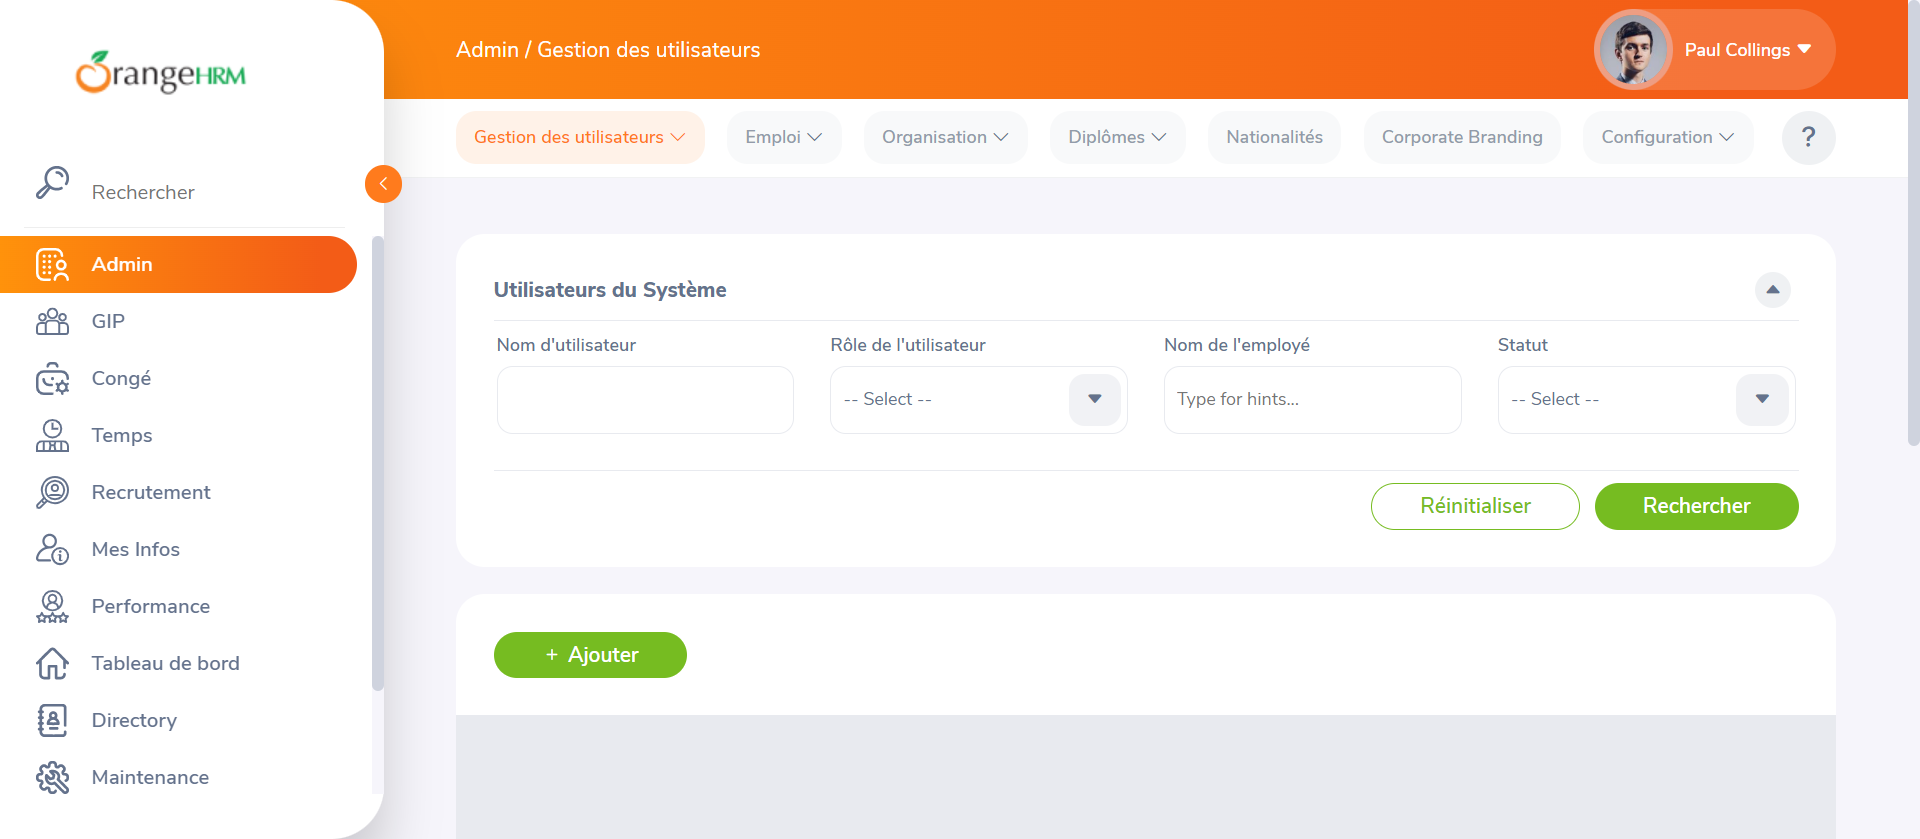 OrangeHRM
Admin / Gestion des utilisateurs
Paul Collings
Gestion des utilisateurs
Emploi
Organisation
Diplômes
Nationalités
Corporate Branding
Configuration
?
Rechercher
Admin
GIP
Congé
Temps
Recrutement
Mes Infos
Performance
Tableau de bord
Directory
Maintenance
Utilisateurs du Système
Nom d'utilisateur
Rôle de l'utilisateur
-- Select --
Nom de l'employé
Type for hints...
Statut
-- Select --
Réinitialiser
Rechercher
+ Ajouter